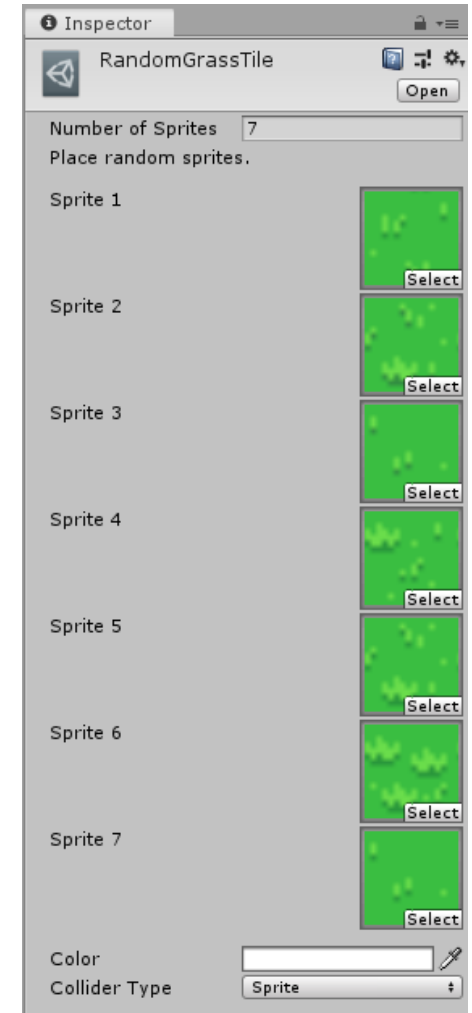 Inspector
RandomGrassTile
Open
Number of Sprites 7
Place random sprites.
Sprite 1
Select
Sprite 2
Select
Sprite 3
Select
Sprite 4
Select
Sprite 5
Select
Sprite 6
Select
Sprite 7
Select
Color
Collider Type Sprite